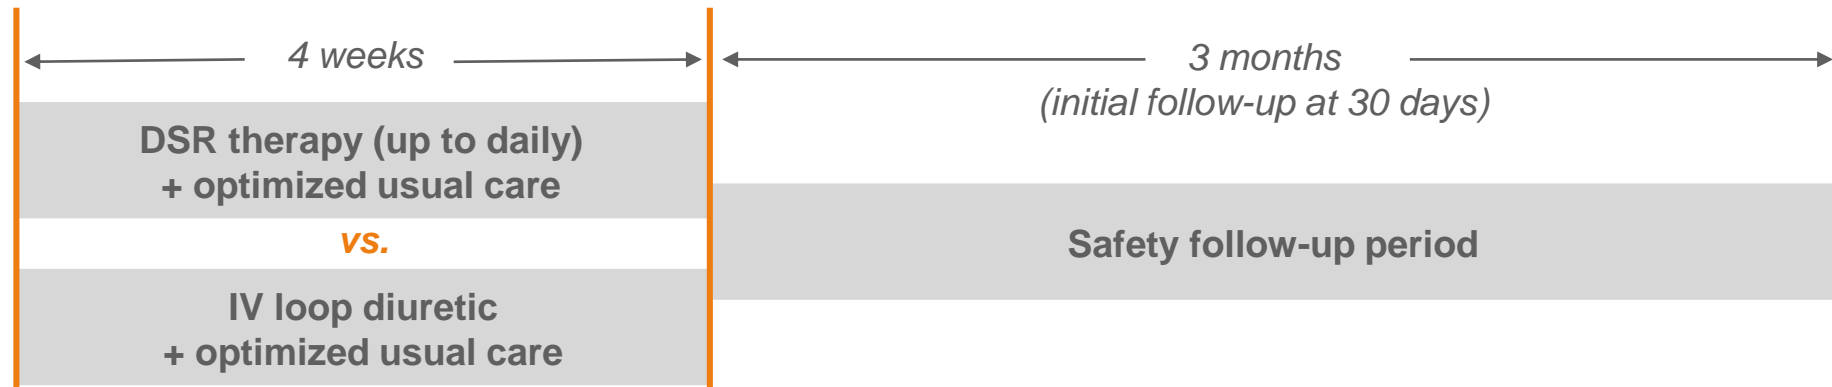 4 weeks
3 months
(initial follow-up at 30 days)
DSR therapy (up to daily)
+ optimized usual care
vs.
IV loop diuretic
+ optimized usual care
Safety follow-up period